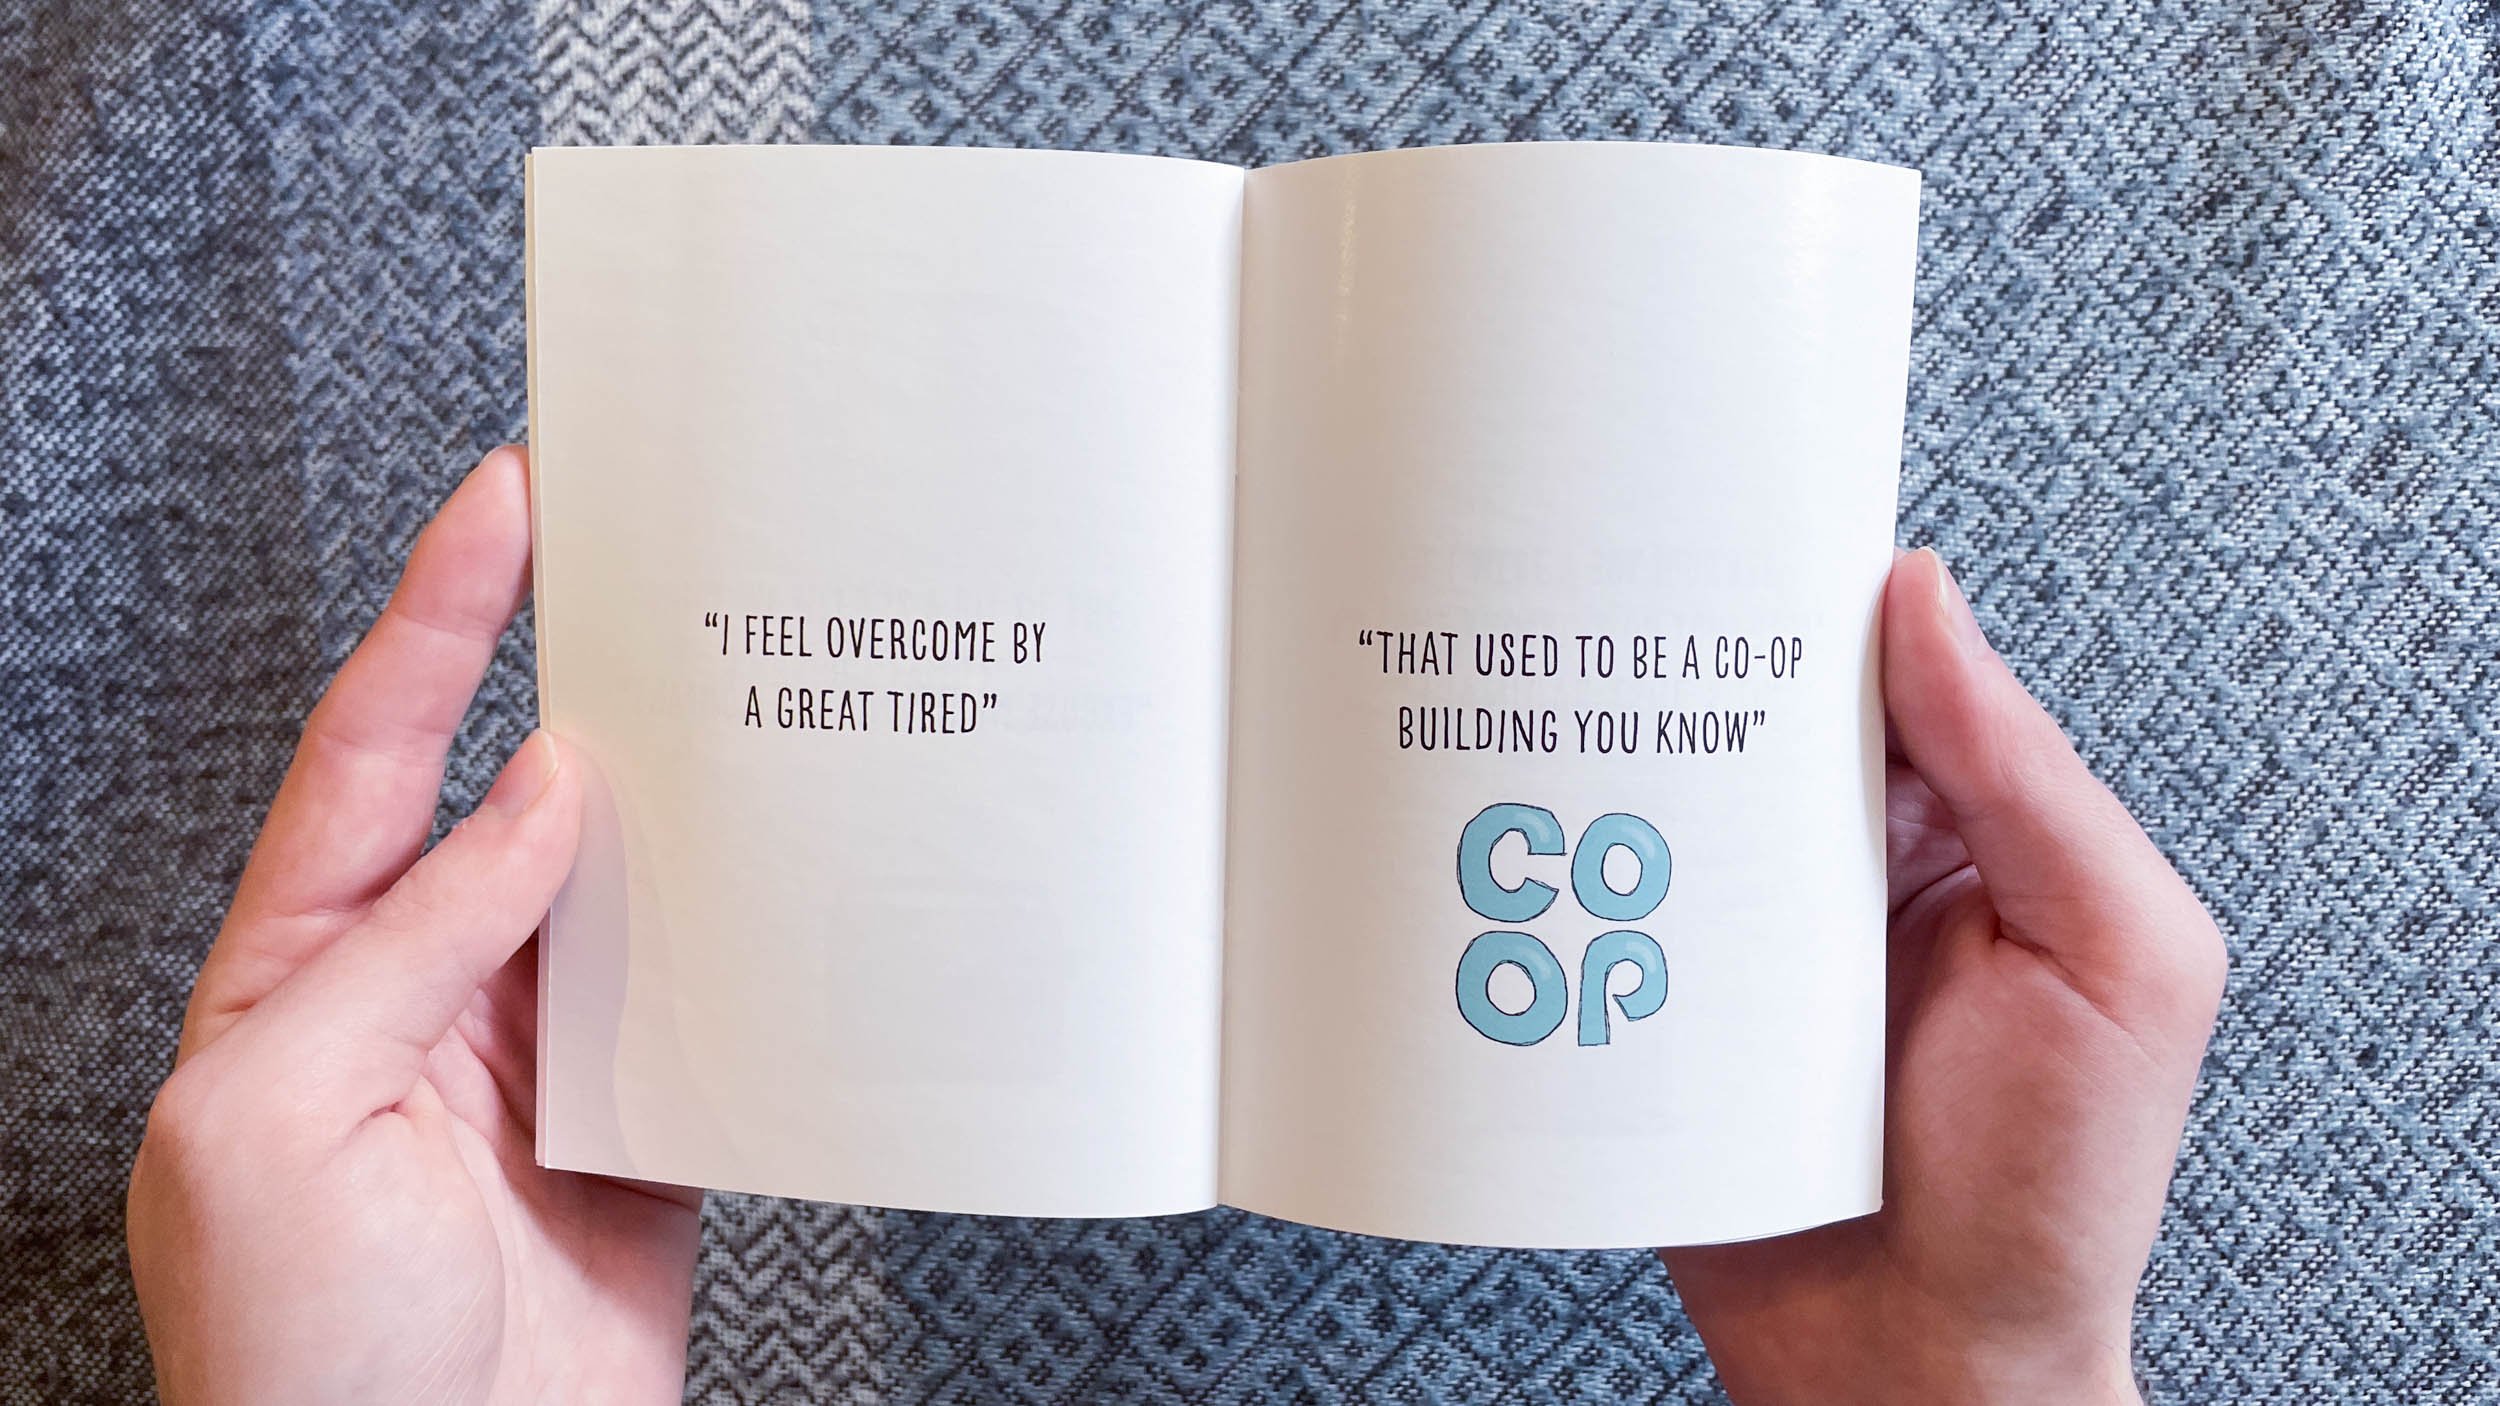 “I FEEL OVERCOME BY
A GREAT TIRED”
“THAT USED TO BE A CO-OP
BUILDING YOU KNOW”
CO
OP